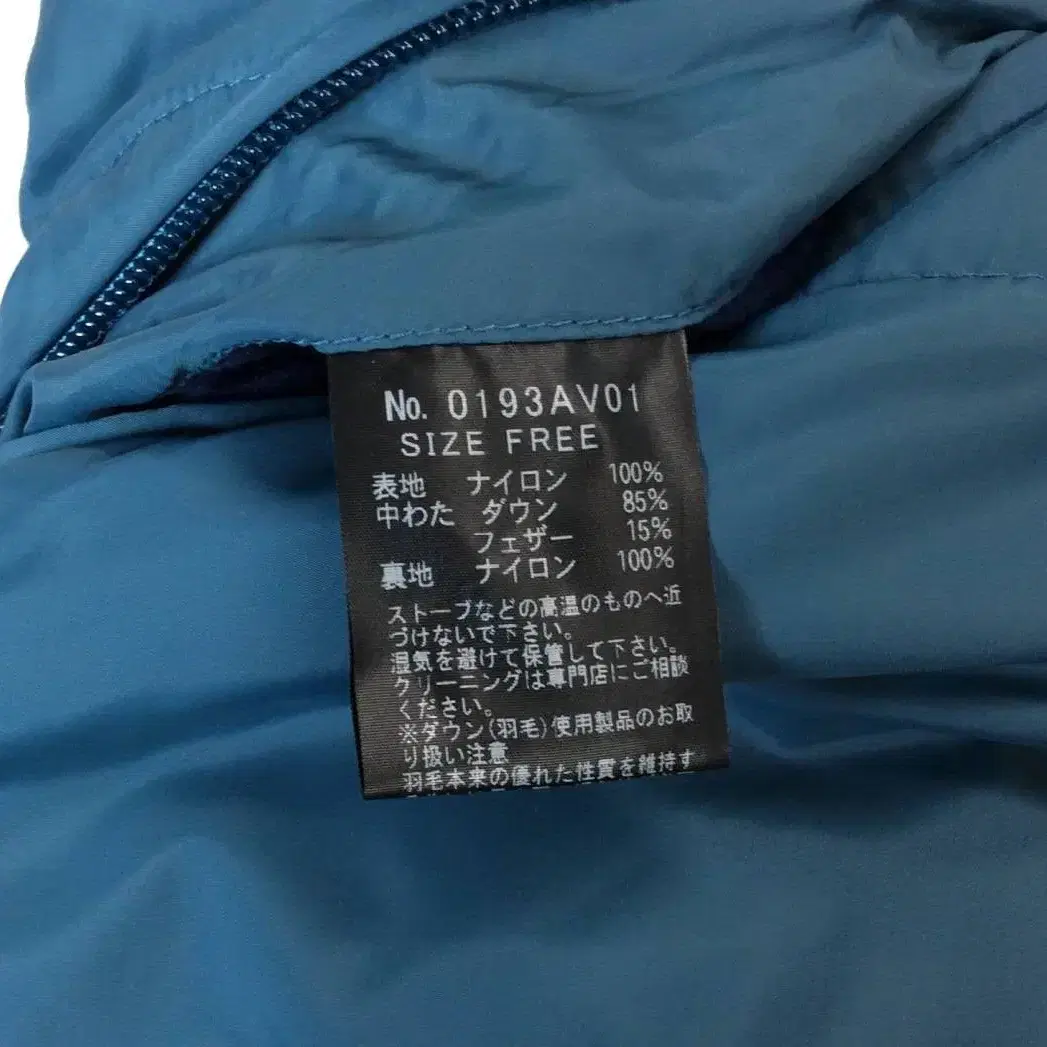 No. 0193AV01
SIZE FREE
表地 ナイロン 100%
中わた ダウン 85%
フェザー 15%
裏地 ナイロン 100%
ストーブなどの高温のものへ近
づけないで下さい。
湿気を避けて保管して下さい。
クリーニングは専門店にご相談
ください。
※ダウン(羽毛)使用製品のお取
り扱い注意
羽毛本来の優れた性質を維持す